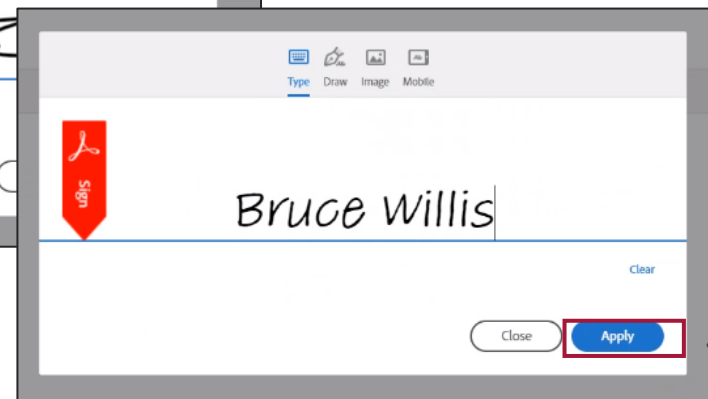 Type Draw Image Mobile
Sign
Bruce Willis
Clear
Close Apply